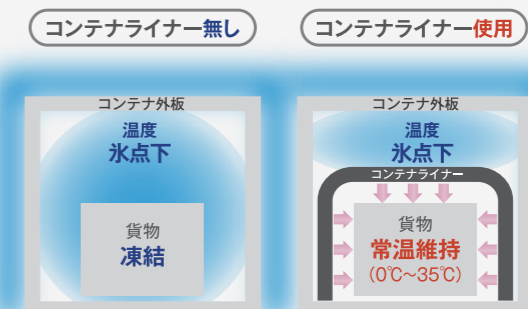 コンテナライナー無し
コンテナ外板
温度
氷点下
貨物
凍結
コンテナライナー使用
コンテナ外板
温度
氷点下
コンテナライナー
貨物
常温維持
(0℃~35℃)